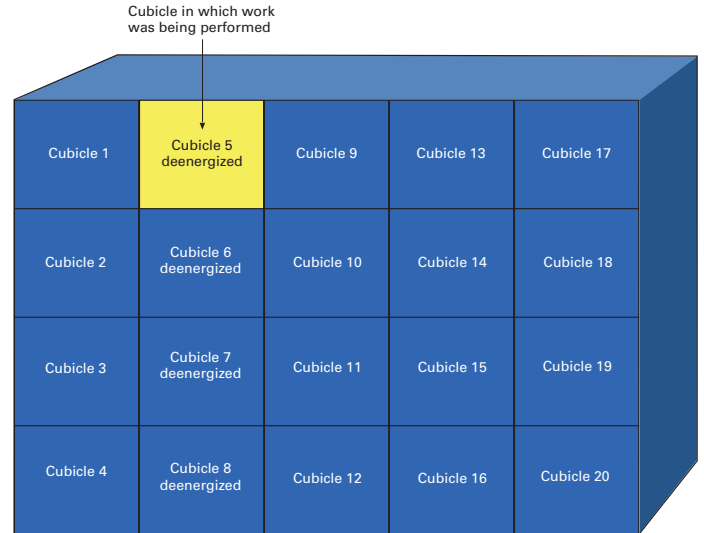 Cubicle in which work
was being performed
Cubicle 1
Cubicle 5
deenergized
Cubicle 9
Cubicle 13
Cubicle 17
Cubicle 2
Cubicle 6
deenergized
Cubicle 10
Cubicle 14
Cubicle 18
Cubicle 3
Cubicle 7
deenergized
Cubicle 11
Cubicle 15
Cubicle 19
Cubicle 4
Cubicle 8
deenergized
Cubicle 12
Cubicle 16
Cubicle 20